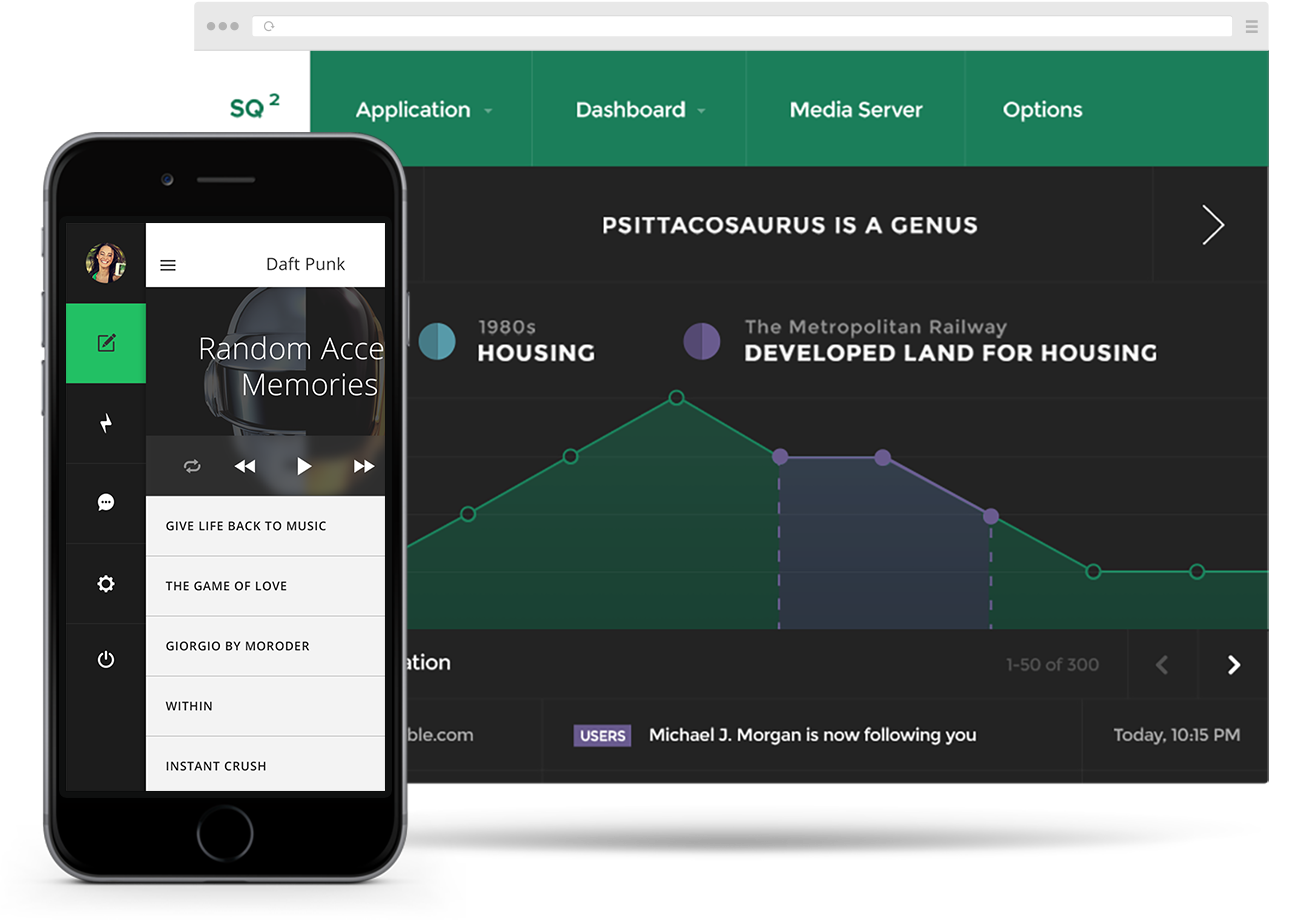 SQ²
Application
Dashboard
Media Server
Options
PSITTACOSAURUS IS A GENUS
1980s
HOUSING
The Metropolitan Railway
DEVELOPED LAND FOR HOUSING
ation
1-50 of 300
ble.com
USERS
Michael J. Morgan is now following you
Today, 10:15 PM
Daft Punk
Random Acce
Memories
GIVE LIFE BACK TO MUSIC
THE GAME OF LOVE
GIORGIO BY MORODER
WITHIN
INSTANT CRUSH